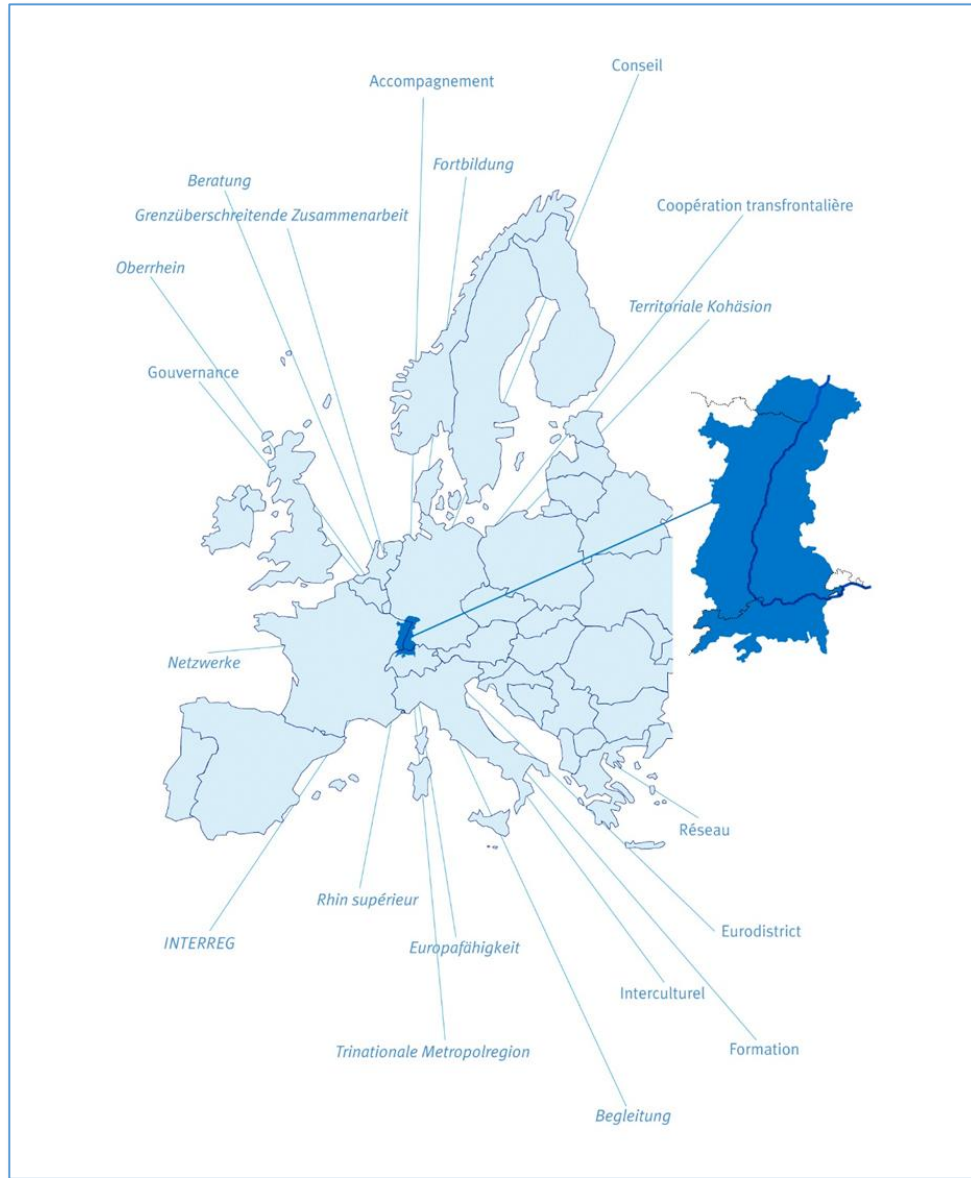 Conseil
Accompagnement
Fortbildung
Beratung
Coopération transfrontalière
Grenzüberschreitende Zusammenarbeit
Oberrhein
Territoriale Kohäsion
Gouvernance
Netzwerke
Réseau
Rhin supérieur
Eurodistrict
INTERREG
Europafähigkeit
Interculturel
Formation
Trinationale Metropolregion
Begleitung